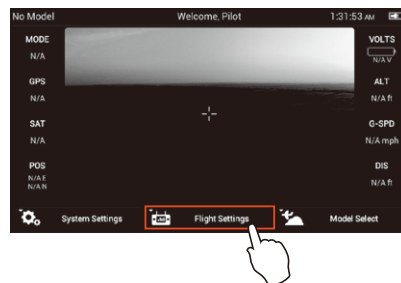 No Model Welcome, Pilot 1:31:53 AM
MODE
N/A
GPS
N/A
SAT
N/A
POS
N/A E
N/A N
VOLTS
N/A V
ALT
N/A ft
G-SPD
N/A mph
DIS
N/A ft
System Settings Flight Settings Model Select